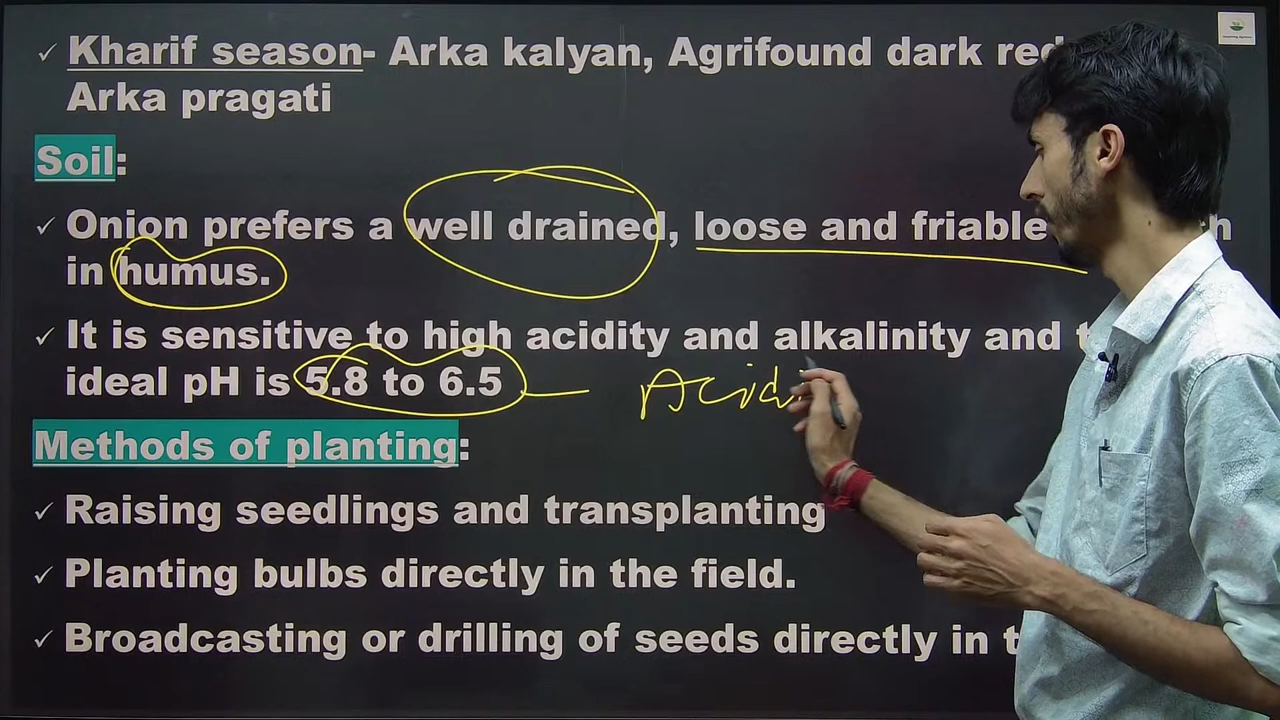 ✓ Kharif season- Arka kalyan, Agrifound dark red
Arka pragati
Soil:
✓ Onion prefers a well drained, loose and friable
in humus.
✓ It is sensitive to high acidity and alkalinity and
ideal pH is 5.8 to 6.5 — Acidi
Methods of planting:
✓ Raising seedlings and transplanting
✓ Planting bulbs directly in the field.
✓ Broadcasting or drilling of seeds directly in